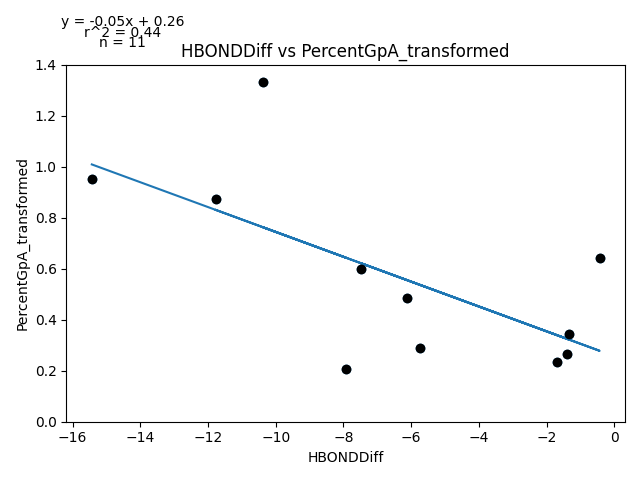 y = -0.05x + 0.26
r^2 = 0.44
n = 11
HBONDDiff vs PercentGpA_transformed
1.4
1.2
1.0
0.8
0.6
0.4
0.2
0.0
PercentGpA_transformed
−16 −14 −12 −10 −8 −6 −4 −2 0
HBONDDiff